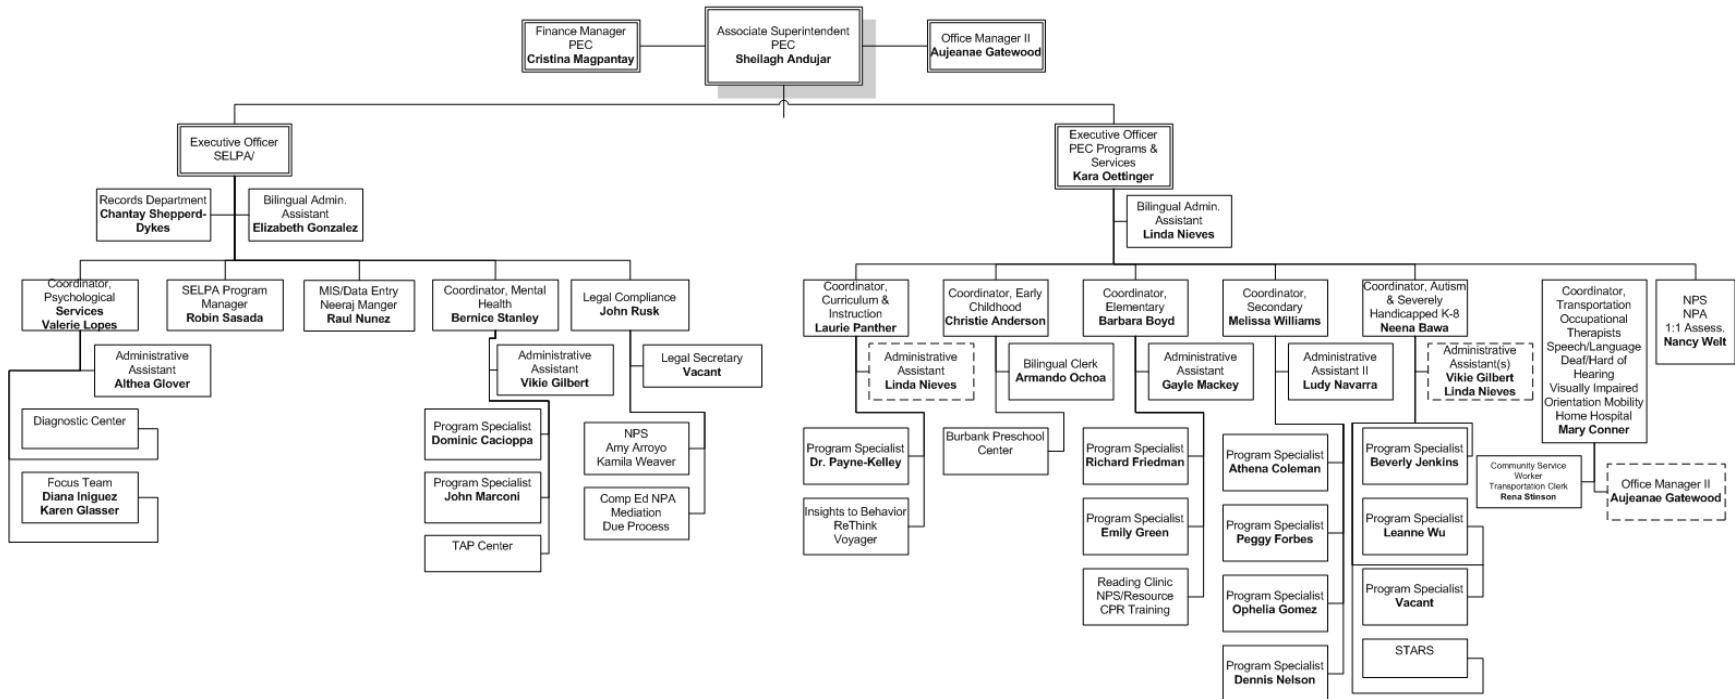 Finance Manager
PEC
Cristina Magpantay
Associate Superintendent
PEC
Sheilagh Andujar
Office Manager II
Aujeanae Gatewood
Executive Officer
SELPA/
Executive Officer
PEC Programs &
Services
Kara Oettinger
Records Department
Chantay Shepperd-
Dykes
Bilingual Admin.
Assistant
Elizabeth Gonzalez
Bilingual Admin.
Assistant
Linda Nieves
Coordinator,
Psychological
Services
Valerie Lopes
SELPA Program
Manager
Robin Sasada
MIS/Data Entry
Neeraj Manger
Raul Nunez
Coordinator, Mental
Health
Bernice Stanley
Legal Compliance
John Rusk
Coordinator,
Curriculum &
Instruction
Laurie Panther
Coordinator, Early
Childhood
Christie Anderson
Coordinator,
Elementary
Barbara Boyd
Coordinator,
Secondary
Melissa Williams
Coordinator, Autism
& Severely
Handicapped K-8
Neena Bawa
Coordinator,
Transportation
Occupational
Therapists
Speech/Language
Deaf/Hard of
Hearing
Visually Impaired
Orientation Mobility
Home Hospital
Mary Conner
NPS
NPA
1:1 Assess.
Nancy Welt
Administrative
Assistant
Althea Glover
Administrative
Assistant
Vikie Gilbert
Legal Secretary
Vacant
Administrative
Assistant
Linda Nieves
Bilingual Clerk
Armando Ochoa
Administrative
Assistant
Gayle Mackey
Administrative
Assistant II
Ludy Navarra
Administrative
Assistant(s)
Vikie Gilbert
Linda Nieves
Diagnostic Center
Focus Team
Diana Iniguez
Karen Glasser
Program Specialist
Dominic Cacioppa
Program Specialist
John Marconi
TAP Center
NPS
Amy Arroyo
Kamila Weaver
Comp Ed NPA
Mediation
Due Process
Program Specialist
Dr. Payne-Kelley
Insights to Behavior
ReThink
Voyager
Burbank Preschool
Center
Program Specialist
Richard Friedman
Program Specialist
Emily Green
Reading Clinic
NPS/Resource
CPR Training
Program Specialist
Athena Coleman
Program Specialist
Peggy Forbes
Program Specialist
Ophelia Gomez
Program Specialist
Dennis Nelson
Program Specialist
Beverly Jenkins
Program Specialist
Leanne Wu
Program Specialist
Vacant
STARS
Community Service
Worker
Transportation Clerk
Rena Stinson
Office Manager II
Aujeanae Gatewood